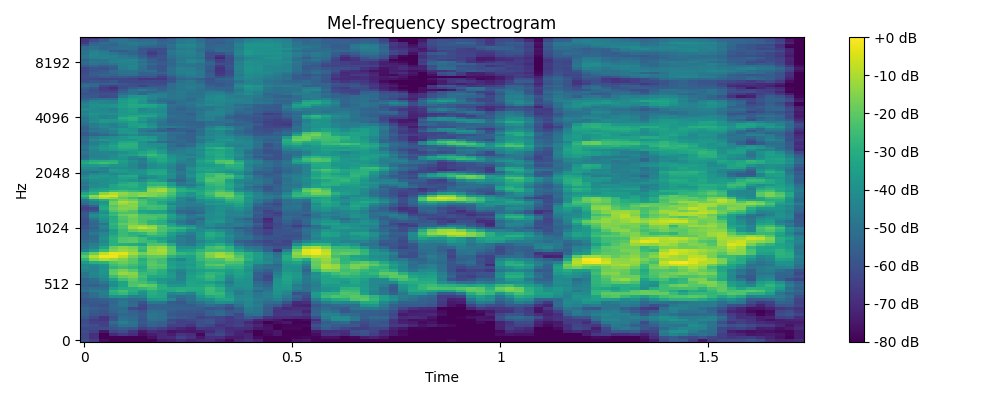 Mel-frequency spectrogram
8192
4096
2048
1024
512
0
Hz
0
0.5
1
1.5
Time
+0 dB
-10 dB
-20 dB
-30 dB
-40 dB
-50 dB
-60 dB
-70 dB
-80 dB